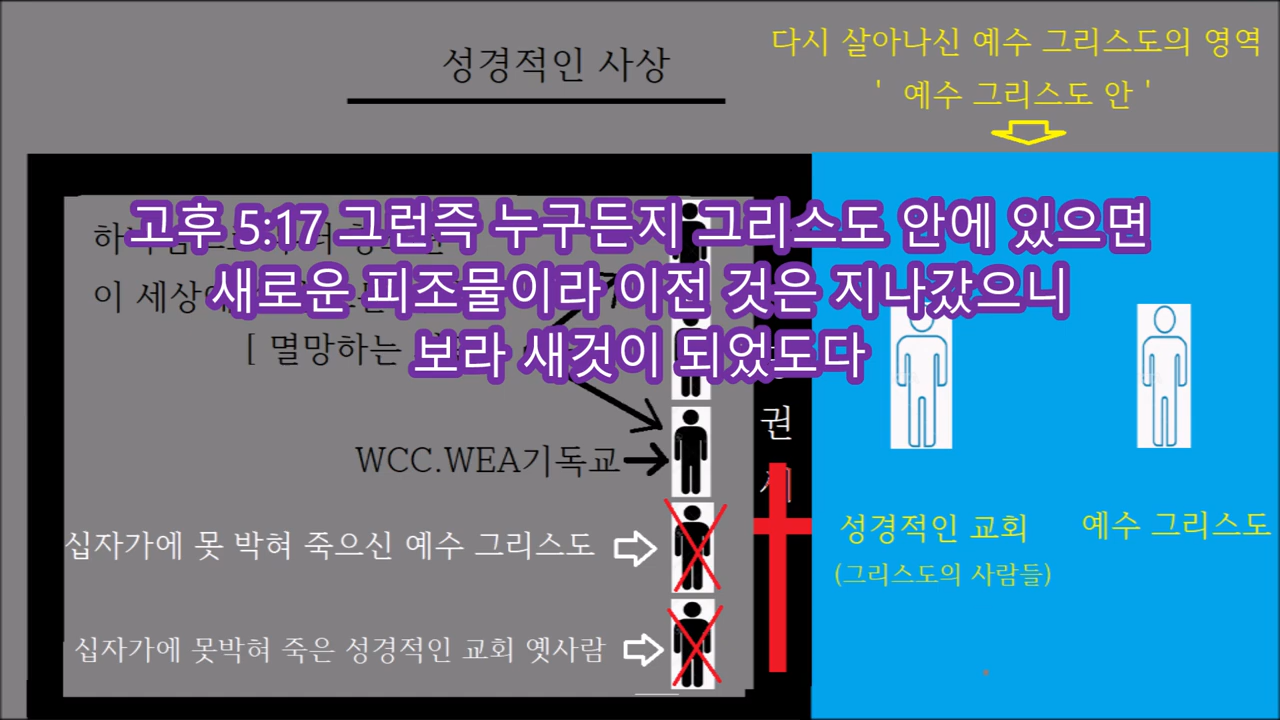 성경적인 사상
다시 살아나신 예수 그리스도의 영역
' 예수 그리스도 안 '
고후 5:17 그런즉 누구든지 그리스도 안에 있으면
새로운 피조물이라 이전 것은 지나갔으니
보라 새것이 되었도다
이 세상
[ 멸망하는
권
세
WCC.WEA기독교
십자가에 못 박혀 죽으신 예수 그리스도
십자가에 못박혀 죽은 성경적인 교회 옛사람
성경적인 교회
(그리스도의 사람들)
예수 그리스도